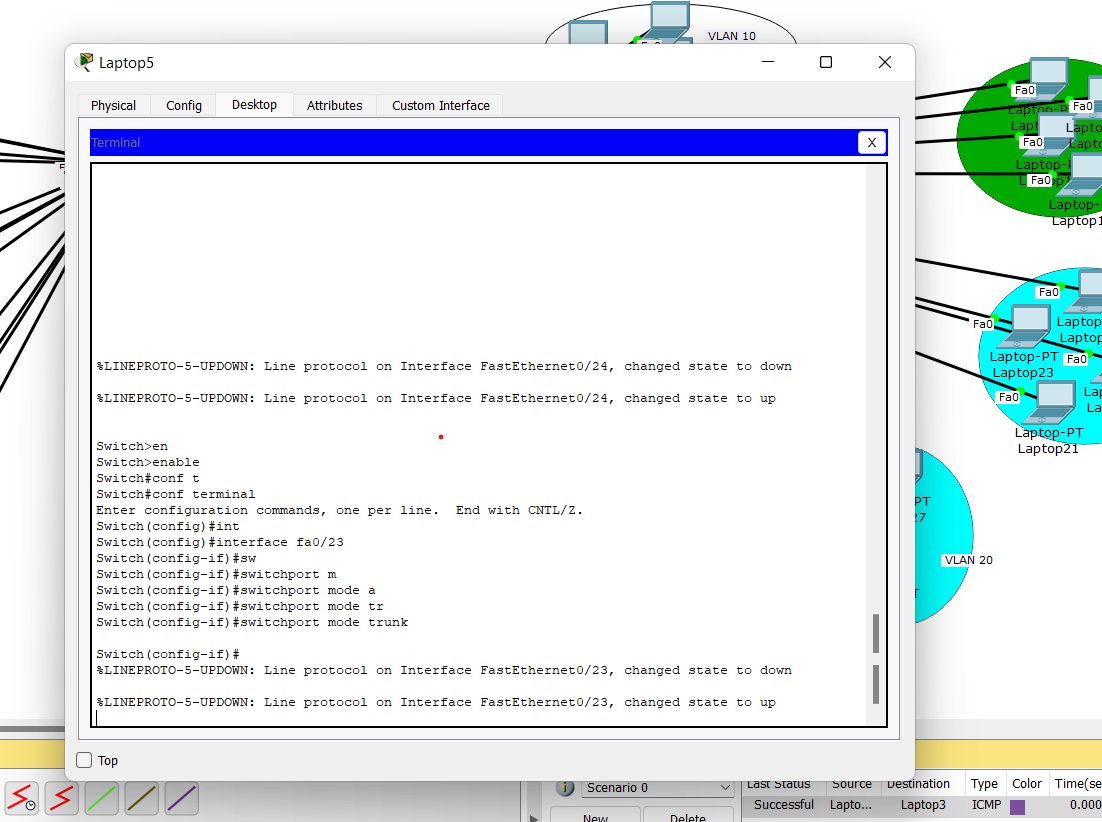 VLAN 10
Laptop5
Physical
Config
Desktop
Attributes
Custom Interface
Terminal
X
%LINEPROTO-5-UPDOWN: Line protocol on Interface FastEthernet0/24, changed state to down
%LINEPROTO-5-UPDOWN: Line protocol on Interface FastEthernet0/24, changed state to up
Switch>en
Switch>enable
Switch#conf t
Switch#conf terminal
Enter configuration commands, one per line.  End with CNTL/Z.
Switch(config)#int
Switch(config)#interface fa0/23
Switch(config-if)#sw
Switch(config-if)#switchport m
Switch(config-if)#switchport mode a
Switch(config-if)#switchport mode tr
Switch(config-if)#switchport mode trunk
Switch(config-if)#
%LINEPROTO-5-UPDOWN: Line protocol on Interface FastEthernet0/23, changed state to down
%LINEPROTO-5-UPDOWN: Line protocol on Interface FastEthernet0/23, changed state to up
Top
Fa0
Fa0
Fa0
Fa0
Fa0
Fa0
Laptop-PT
Laptop23
Fa0
Fa0
Laptop-PT
Laptop21
VLAN 20
Scenario 0
New
Delete
Last Status
Source
Destination
Type
Color
Time(se
Successful
Lapto...
Laptop3
ICMP
0.000